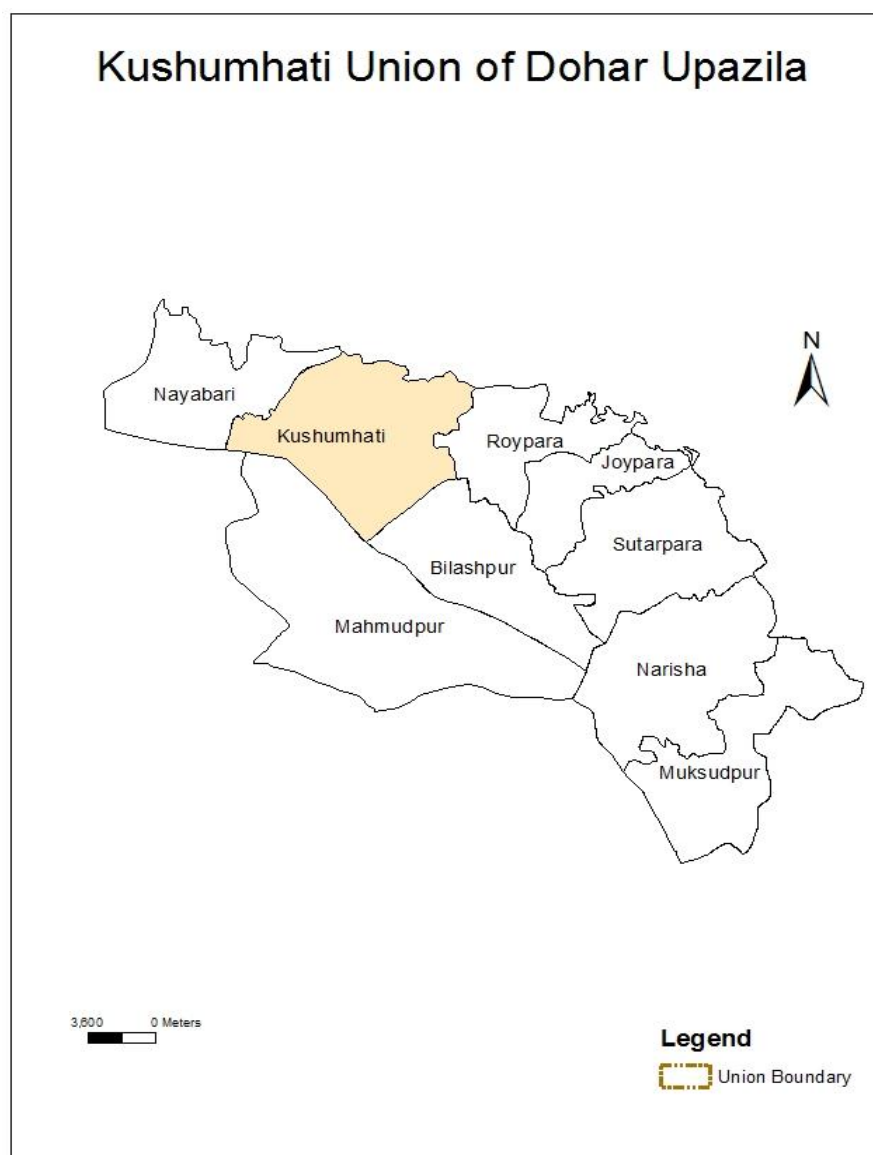 Kushumhati Union of Dohar Upazila
N
Nayabari
Kushumhati
Roypara
Joypara
Sutarpara
Bilashpur
Mahmudpur
Narisha
Muksudpur
3,600 0 Meters
Legend
Union Boundary